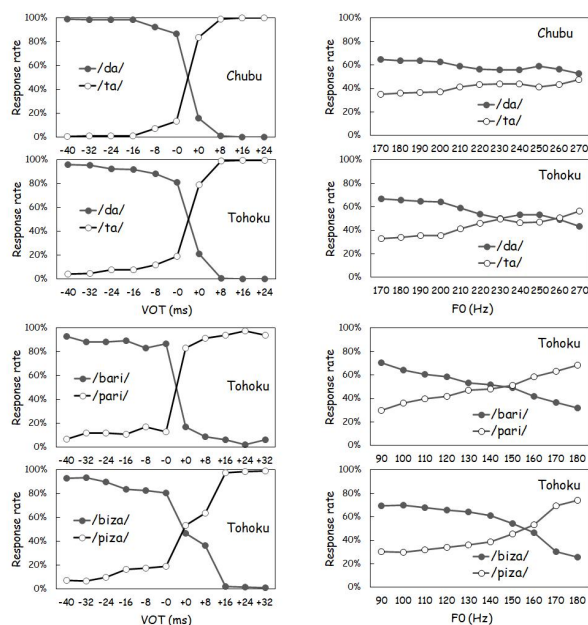 Response rate
100%
80%
60%
40%
20%
0%
/da/
/ta/
Chubu
-40 -32 -24 -16 -8 -0 +0 +8 +16 +24
Response rate
100%
80%
60%
40%
20%
0%
Chubu
/da/
/ta/
170 180 190 200 210 220 230 240 250 260 270
Response rate
100%
80%
60%
40%
20%
0%
/da/
/ta/
Tohoku
-40 -32 -24 -16 -8 -0 +0 +8 +16 +24
VOT (ms)
Response rate
100%
80%
60%
40%
20%
0%
Tohoku
/da/
/ta/
170 180 190 200 210 220 230 240 250 260 270
F0 (Hz)
Response rate
100%
80%
60%
40%
20%
0%
/bari/
/pari/
Tohoku
-40 -32 -24 -16 -8 -0 +0 +8 +16 +24 +32
Response rate
100%
80%
60%
40%
20%
0%
Tohoku
/bari/
/pari/
90 100 110 120 130 140 150 160 170 180
Response rate
100%
80%
60%
40%
20%
0%
/biza/
/piza/
Tohoku
-40 -32 -24 -16 -8 -0 +0 +8 +16 +24 +32
VOT (ms)
Response rate
100%
80%
60%
40%
20%
0%
Tohoku
/biza/
/piza/
90 100 110 120 130 140 150 160 170 180
F0 (Hz)